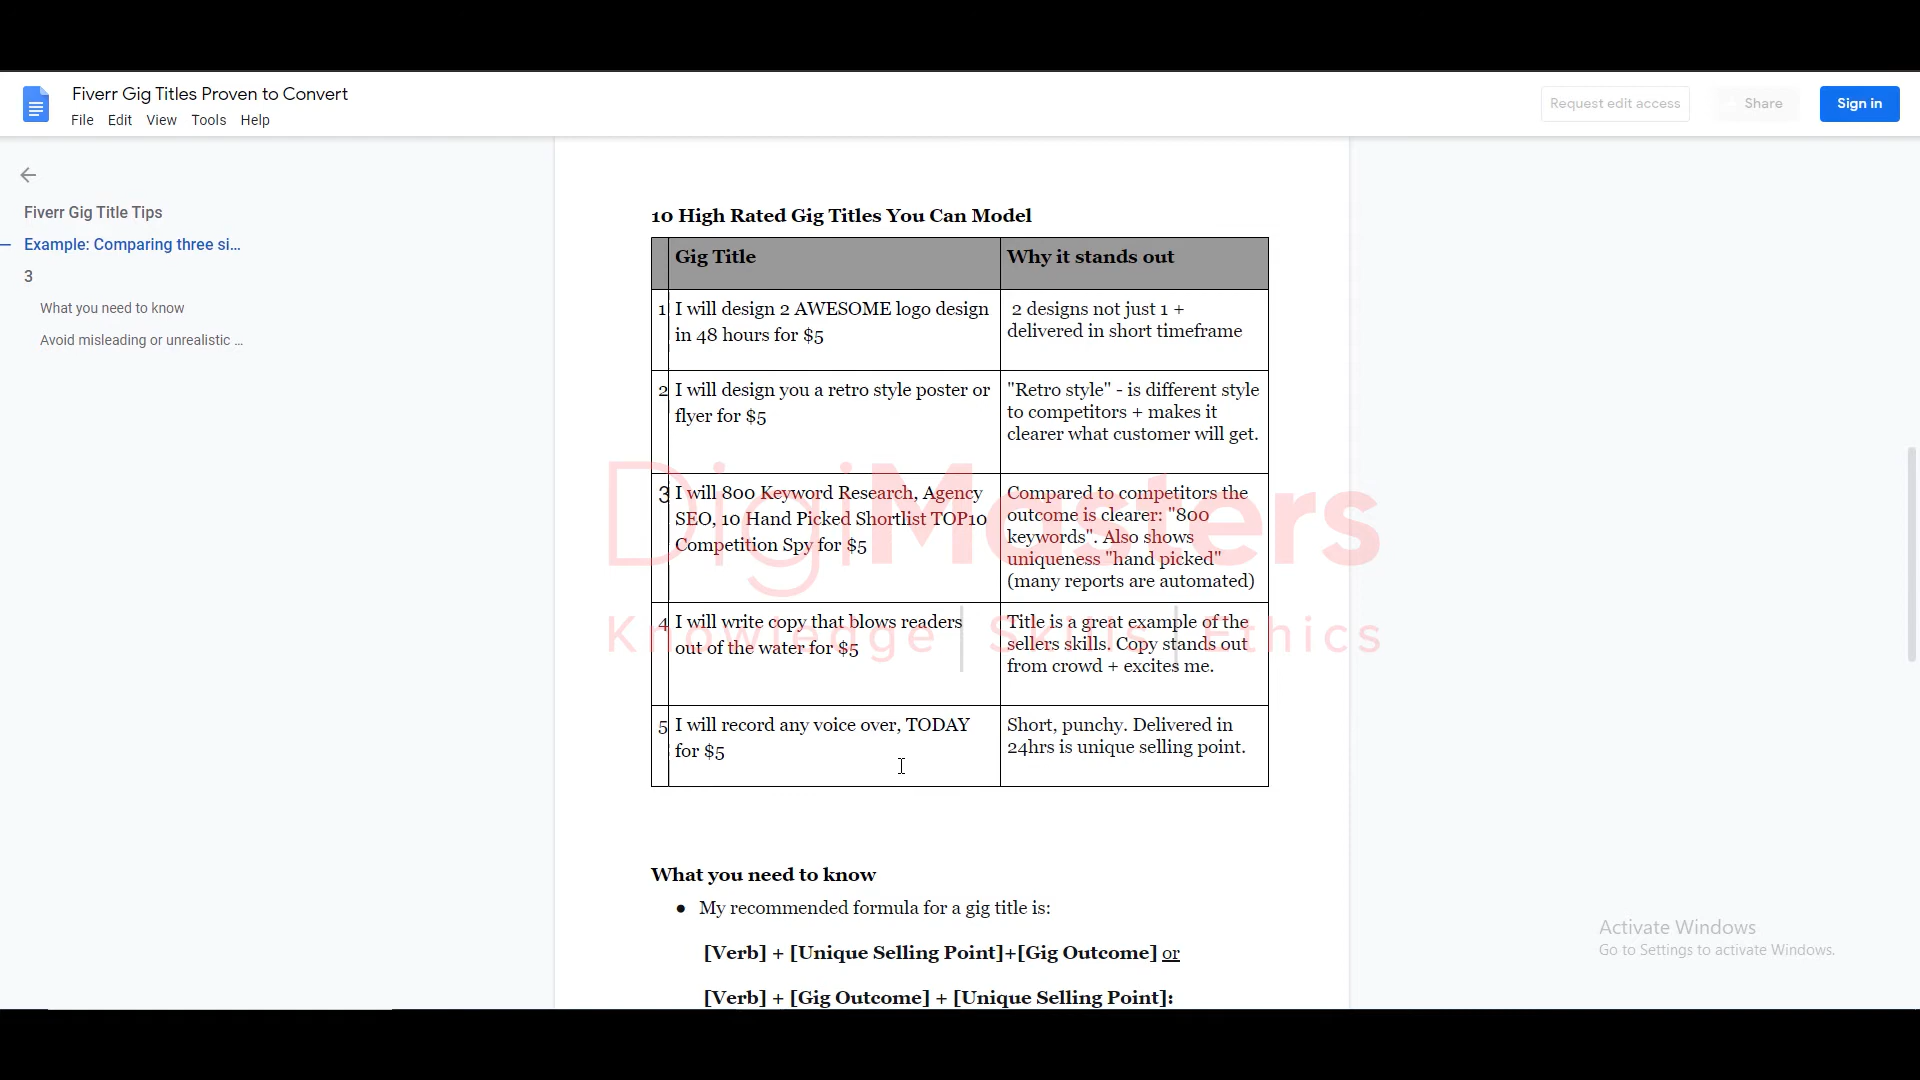 Fiverr Gig Titles Proven to Convert
File Edit View Tools Help
Request edit access
Share
Sign in
Fiverr Gig Title Tips
Example: Comparing three si...
3
What you need to know
Avoid misleading or unrealistic ...
10 High Rated Gig Titles You Can Model
Gig Title
Why it stands out
1
I will design 2 AWESOME logo design
in 48 hours for $5
2 designs not just 1 +
delivered in short timeframe
2
I will design you a retro style poster or
flyer for $5
"Retro style" - is different style
to competitors + makes it
clearer what customer will get.
3
I will 800 Keyword Research, Agency
SEO, 10 Hand Picked Shortlist TOP10
Competition Spy for $5
Compared to competitors the
outcome is clearer: "800
keywords". Also shows
uniqueness "hand picked"
(many reports are automated)
4
I will write copy that blows readers
out of the water for $5
Title is a great example of the
sellers skills. Copy stands out
from crowd + excites me.
5
I will record any voice over, TODAY
for $5
Short, punchy. Delivered in
24hrs is unique selling point.
DigiMasters
Knowledge | Skills | Ethics
What you need to know
● My recommended formula for a gig title is:
[Verb] + [Unique Selling Point]+[Gig Outcome] or
[Verb] + [Gig Outcome] + [Unique Selling Point]:
Activate Windows
Go to Settings to activate Windows.